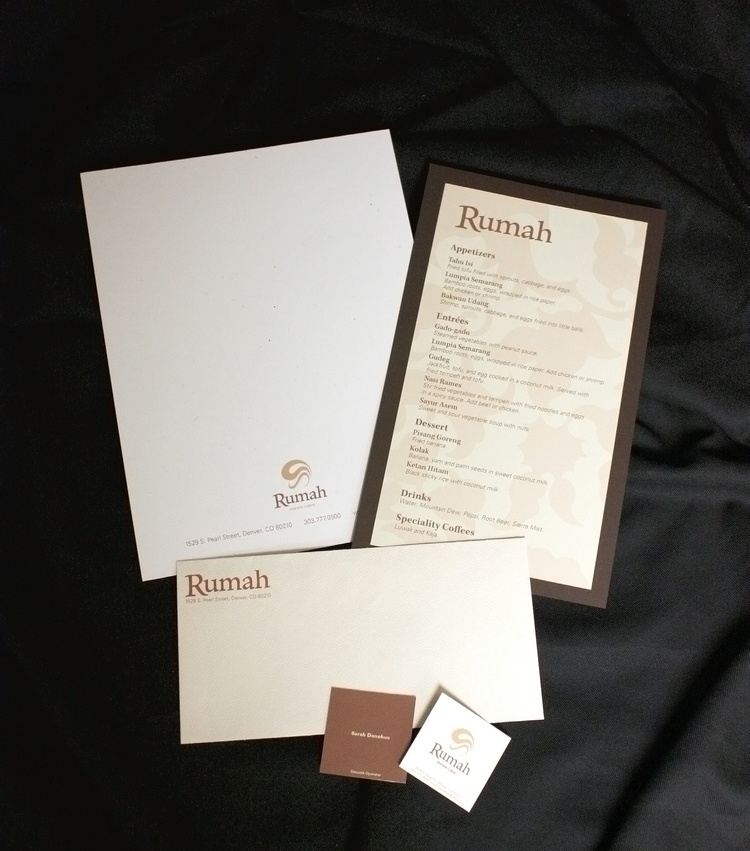 Rumah
1529 S. Pearl Street, Denver, CO 80210 303.777.0500
Rumah
Appetizers
Tahu Isi
Fried tofu filled with sprouts, cabbage, and eggs.
Lumpia Semarang
Bamboo roots, eggs, wrapped in rice paper.
Add chicken or shrimp.
Bakwan Udang
Shrimp, sprouts, cabbage, and eggs fried into little balls.
Entrées
Gado-gado
Steamed vegetables with peanut sauce.
Lumpia Semarang
Bamboo roots, eggs, wrapped in rice paper. Add chicken or shrimp.
Gudeg
Jackfruit, tofu, and egg cooked in a coconut milk. Served with
fried tempeh and tofu.
Nasi Rames
Stir fried vegetables and tempeh with fried noodles and eggs
in a spicy sauce. Add beef or chicken.
Sayur Asem
Sweet and sour vegetable soup with nuts.
Dessert
Pisang Goreng
Fried banana
Kolak
Banana, yam and palm seeds in sweet coconut milk.
Ketan Hitam
Black sticky rice with coconut milk
Drinks
Water, Mountain Dew, Pepsi, Root Beer, Sierra Mist
Speciality Coffees
Luwak and Kaja
Rumah
1529 S. Pearl Street, Denver, CO 80210
Sarah Donahue
Smooth Operator
Rumah